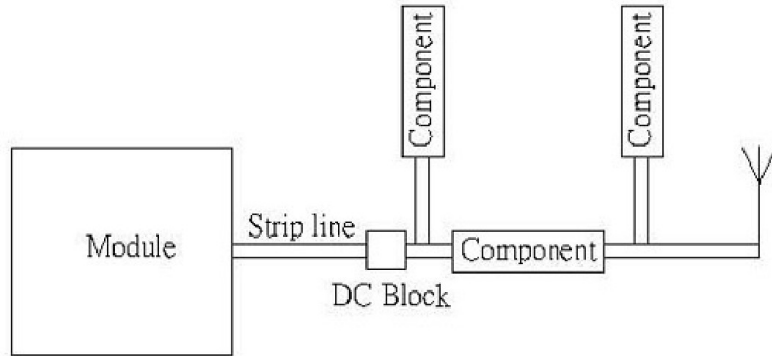 Component
Component
Strip line
Module
Component
DC Block